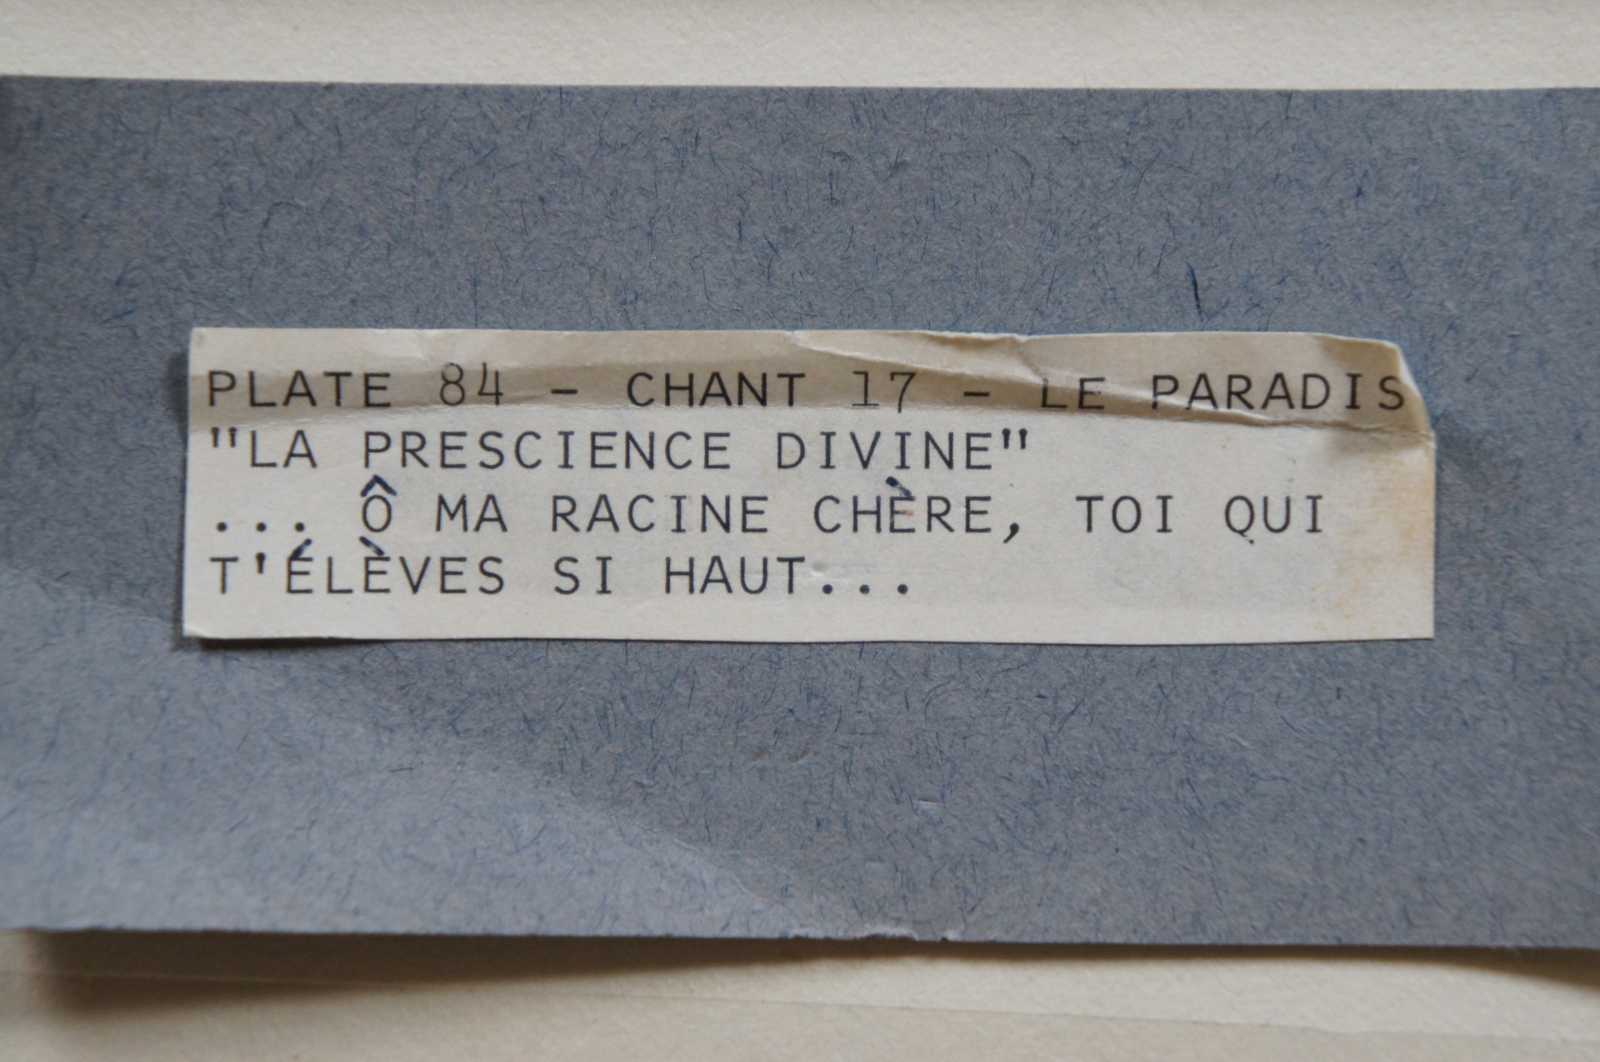 PLATE 84 - CHANT 17 - LE PARADIS
"LA PRESCIENCE DIVINE"
... Ô MA RACINE CHÈRE, TOI QUI
T'ÉLÈVES SI HAUT...